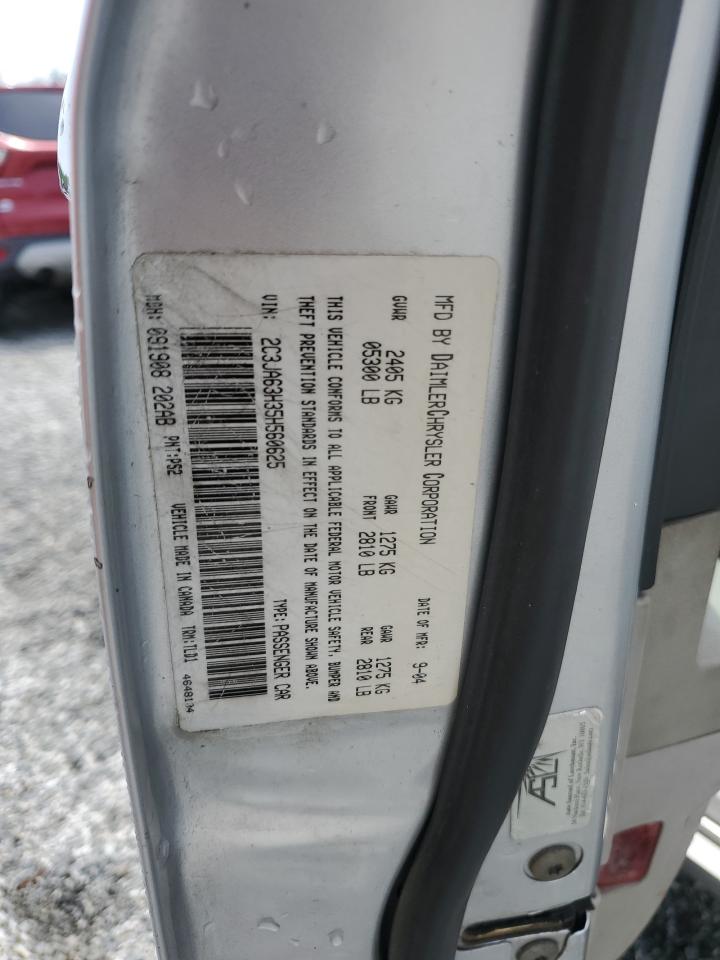 MFD BY DAIMLERCHRYSLER CORPORATION
DATE OF MFR: 9-04
GVWR 2405 KG 05300 LB
GAWR FRONT 1275 KG 2810 LB
GAWR REAR 1275 KG 2810 LB
THIS VEHICLE CONFORMS TO ALL APPLICABLE FEDERAL MOTOR VEHICLE SAFETY, BUMPER AND
THEFT PREVENTION STANDARDS IN EFFECT ON THE DATE OF MANUFACTURE SHOWN ABOVE.
VIN: 2C3JA63H35H560625 TYPE: PASSENGER CAR
MDH: 091908 202AB PNT: PS2 VEHICLE MADE IN CANADA TRM: TLD1